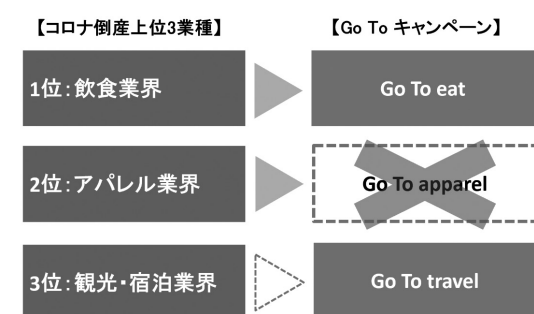 【コロナ倒産上位3業種】
【Go To キャンペーン】
1位：飲食業界
Go To eat
2位：アパレル業界
Go To apparel
3位：観光・宿泊業界
Go To travel